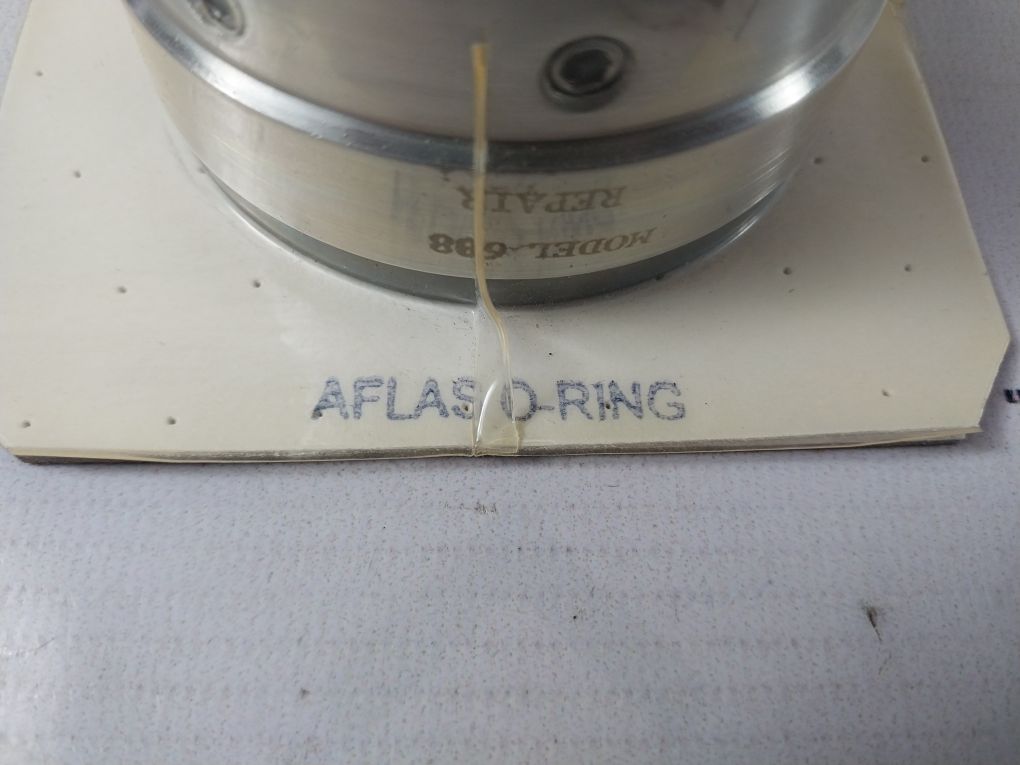 MODEL-688
REPAIR
AFLAS O-RING